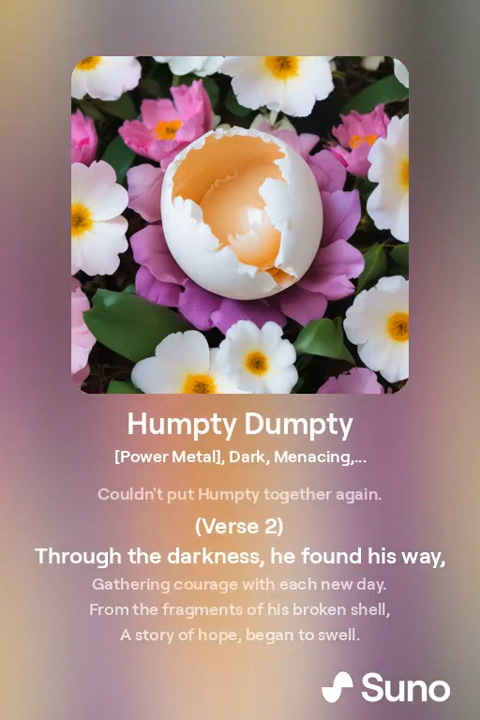 Humpty Dumpty
[Power Metal], Dark, Menacing,...
Couldn't put Humpty together again.
(Verse 2)
Through the darkness, he found his way,
Gathering courage with each new day.
From the fragments of his broken shell,
A story of hope, began to swell.
Suno